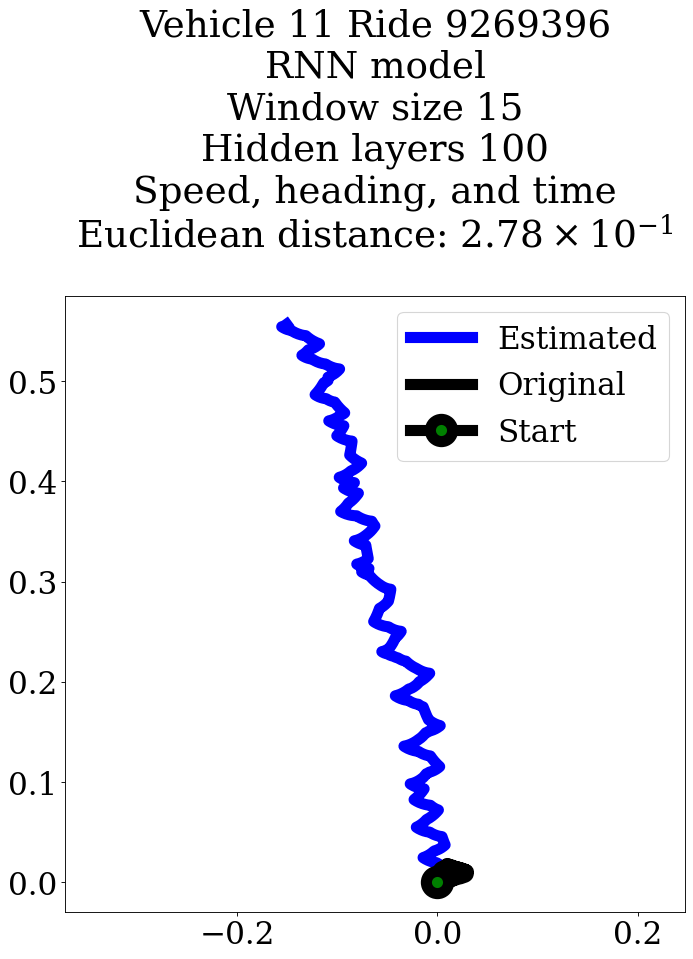 Vehicle 11 Ride 9269396
RNN model
Window size 15
Hidden layers 100
Speed, heading, and time
Euclidean distance: 2.78 × 10⁻¹
Estimated
Original
Start
0.5
0.4
0.3
0.2
0.1
0.0
−0.2 0.0 0.2